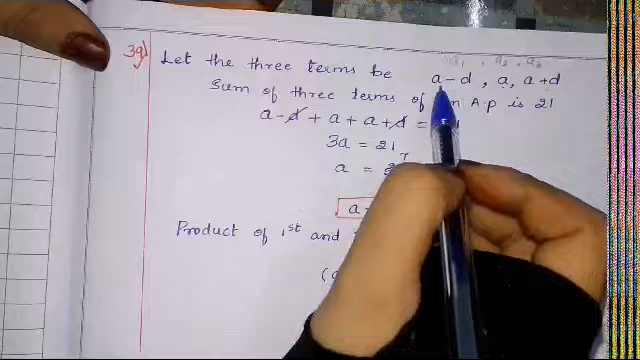 39)
Let the three terms be a-d, a, a+d
Sum of three terms of an A.P is 21
a-d + a + a+d =
3a = 21
a =
a
Product of 1st and
(